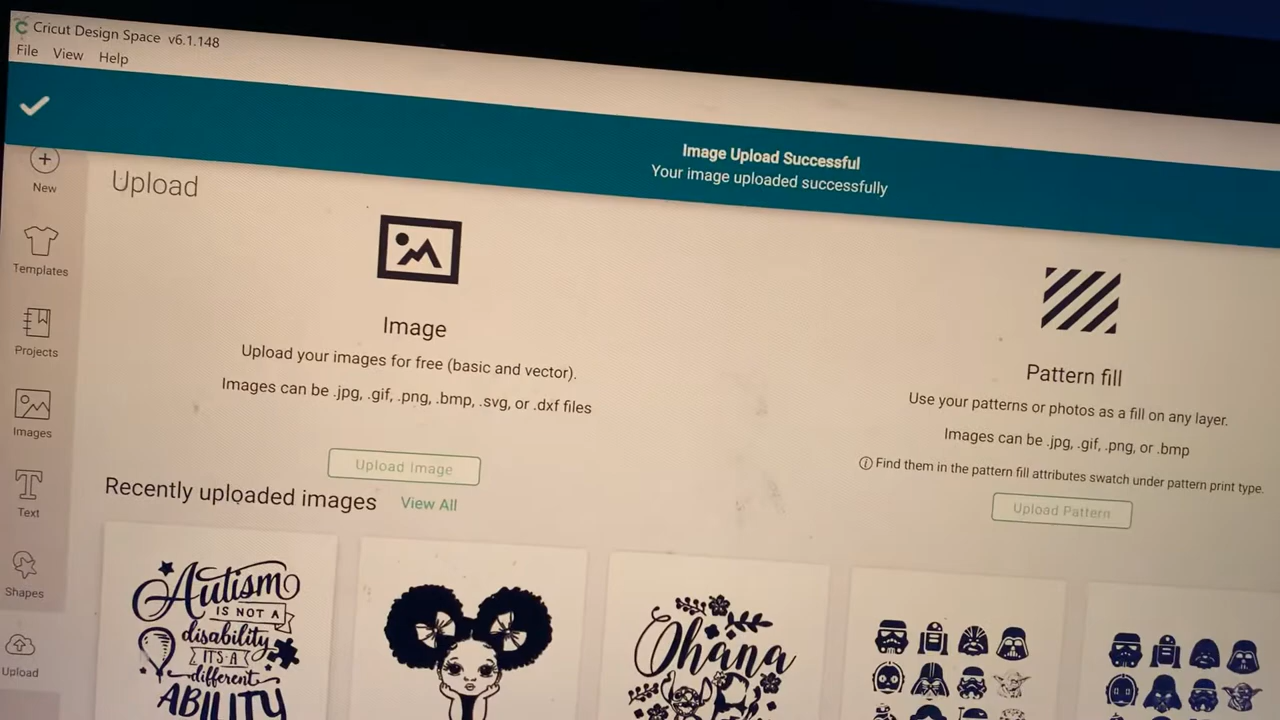 Cricut Design Space v6.1.148
File View Help
Image Upload Successful
Your image uploaded successfully
New
Upload
Templates
Projects
Images
Text
Shapes
Upload
Image
Upload your images for free (basic and vector).
Images can be .jpg, .gif, .png, .bmp, .svg, or .dxf files
Upload Image
Pattern fill
Use your patterns or photos as a fill on any layer.
Images can be .jpg, .gif, .png, or .bmp
Find them in the pattern fill attributes swatch under pattern print type.
Upload Pattern
Recently uploaded images View All
Autism
IS NOT A
disability
IT'S A
different
ABILITY
Ohana